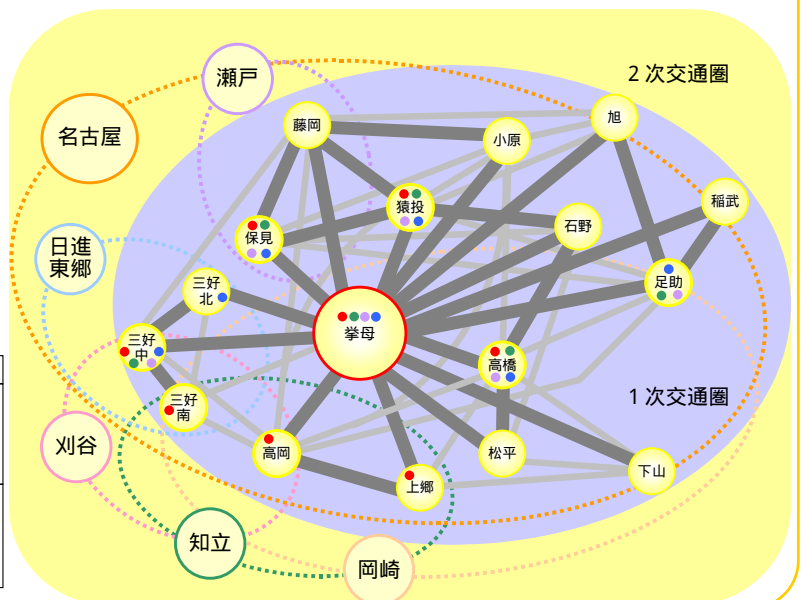 瀬戸
2次交通圏
名古屋
藤岡
旭
小原
稲武
猿投
石野
保見
日進
東郷
三好
北
足助
挙母
三好
中
高橋
1次交通圏
三好
南
刈谷
高岡
松平
下山
上郷
知立
岡崎